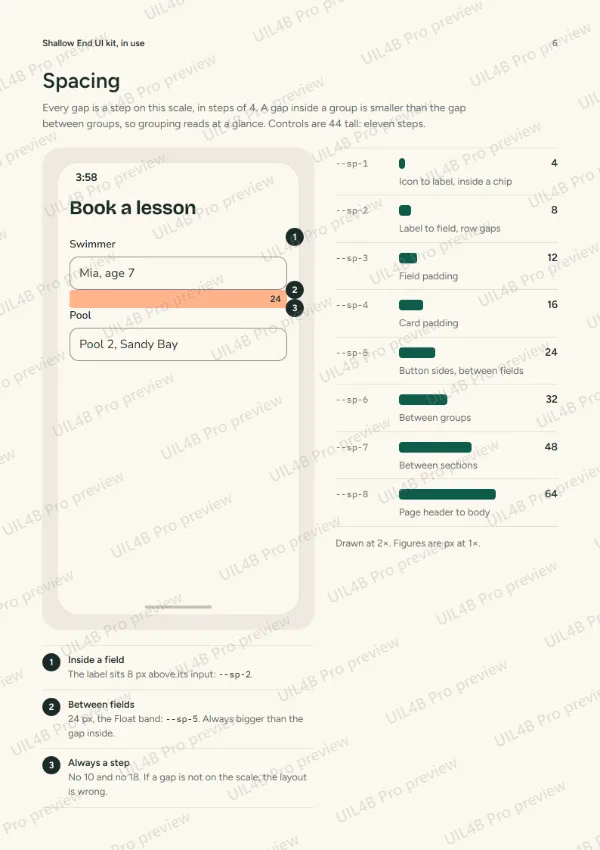 Shallow End UI kit, in use
6
Spacing
Every gap is a step on this scale, in steps of 4. A gap inside a group is smaller than the gap
between groups, so grouping reads at a glance. Controls are 44 tall: eleven steps.
3:58
Book a lesson
Swimmer
1
Mia, age 7
24
2
3
Pool
Pool 2, Sandy Bay
1
Inside a field
The label sits 8 px above its input: --sp-2.
2
Between fields
24 px, the Float band: --sp-5. Always bigger than the
gap inside.
3
Always a step
No 10 and no 18. If a gap is not on the scale, the layout
is wrong.
--sp-1
4
Icon to label, inside a chip
--sp-2
8
Label to field, row gaps
--sp-3
12
Field padding
--sp-4
16
Card padding
--sp-5
24
Button sides, between fields
--sp-6
32
Between groups
--sp-7
48
Between sections
--sp-8
64
Page header to body
Drawn at 2×. Figures are px at 1×.
UIL4B Pro preview